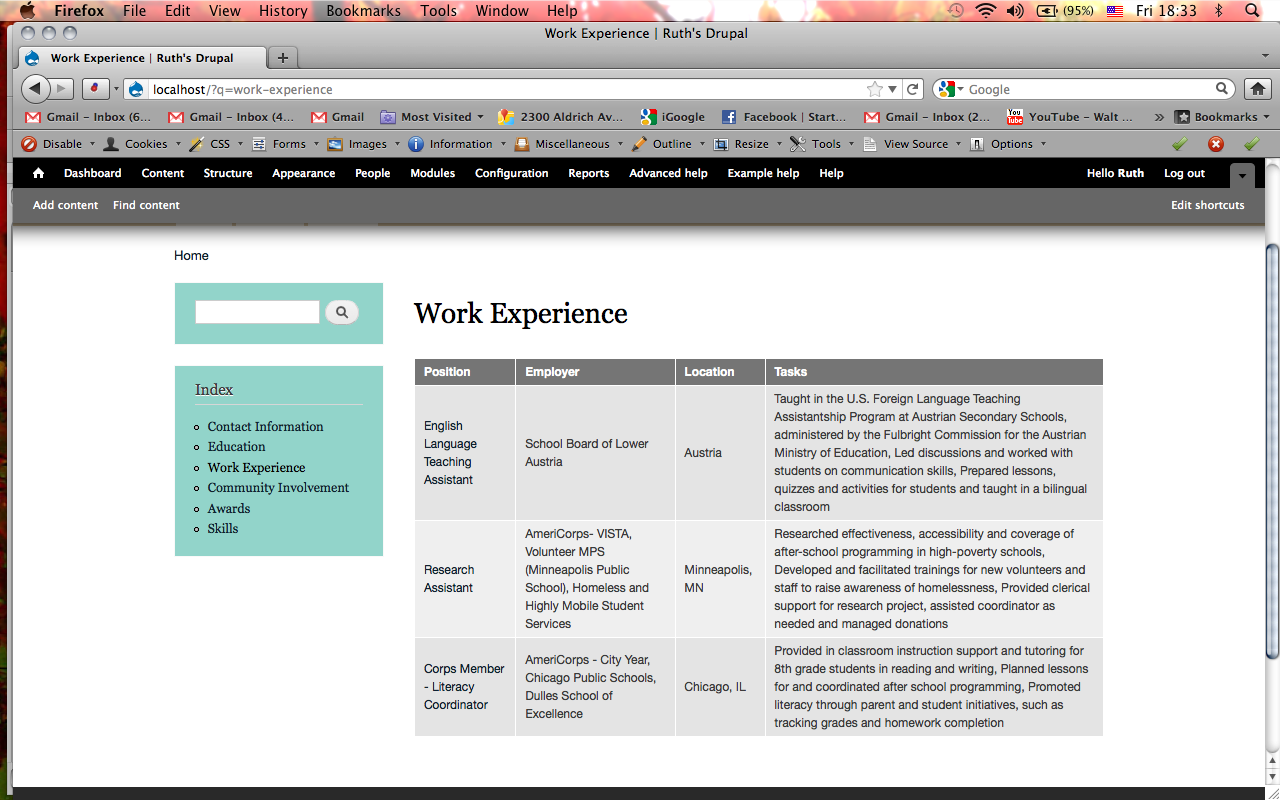 Firefox File Edit View History Bookmarks Tools Window Help (95%) Fri 18:33
Work Experience | Ruth's Drupal
Work Experience | Ruth's Drupal
localhost/?q=work-experience Google
Gmail - Inbox (6... Gmail - Inbox (4... Gmail Most Visited 2300 Aldrich Av... iGoogle Facebook | Start... Gmail - Inbox (2... You Tube YouTube - Walt ... » Bookmarks
Disable Cookies CSS Forms Images Information Miscellaneous Outline Resize Tools View Source Options
Dashboard Content Structure Appearance People Modules Configuration Reports Advanced help Example help Help Hello Ruth Log out
Add content Find content Edit shortcuts
Home
Work Experience
Index
Contact Information
Education
Work Experience
Community Involvement
Awards
Skills
Position Employer Location Tasks
English
Language
Teaching
Assistant
School Board of Lower
Austria
Austria
Taught in the U.S. Foreign Language Teaching
Assistantship Program at Austrian Secondary Schools,
administered by the Fulbright Commission for the Austrian
Ministry of Education, Led discussions and worked with
students on communication skills, Prepared lessons,
quizzes and activities for students and taught in a bilingual
classroom
Research
Assistant
AmeriCorps- VISTA,
Volunteer MPS
(Minneapolis Public
School), Homeless and
Highly Mobile Student
Services
Minneapolis,
MN
Researched effectiveness, accessibility and coverage of
after-school programming in high-poverty schools,
Developed and facilitated trainings for new volunteers and
staff to raise awareness of homelessness, Provided clerical
support for research project, assisted coordinator as
needed and managed donations
Corps Member
- Literacy
Coordinator
AmeriCorps - City Year,
Chicago Public Schools,
Dulles School of
Excellence
Chicago, IL
Provided in classroom instruction support and tutoring for
8th grade students in reading and writing, Planned lessons
for and coordinated after school programming, Promoted
literacy through parent and student initiatives, such as
tracking grades and homework completion